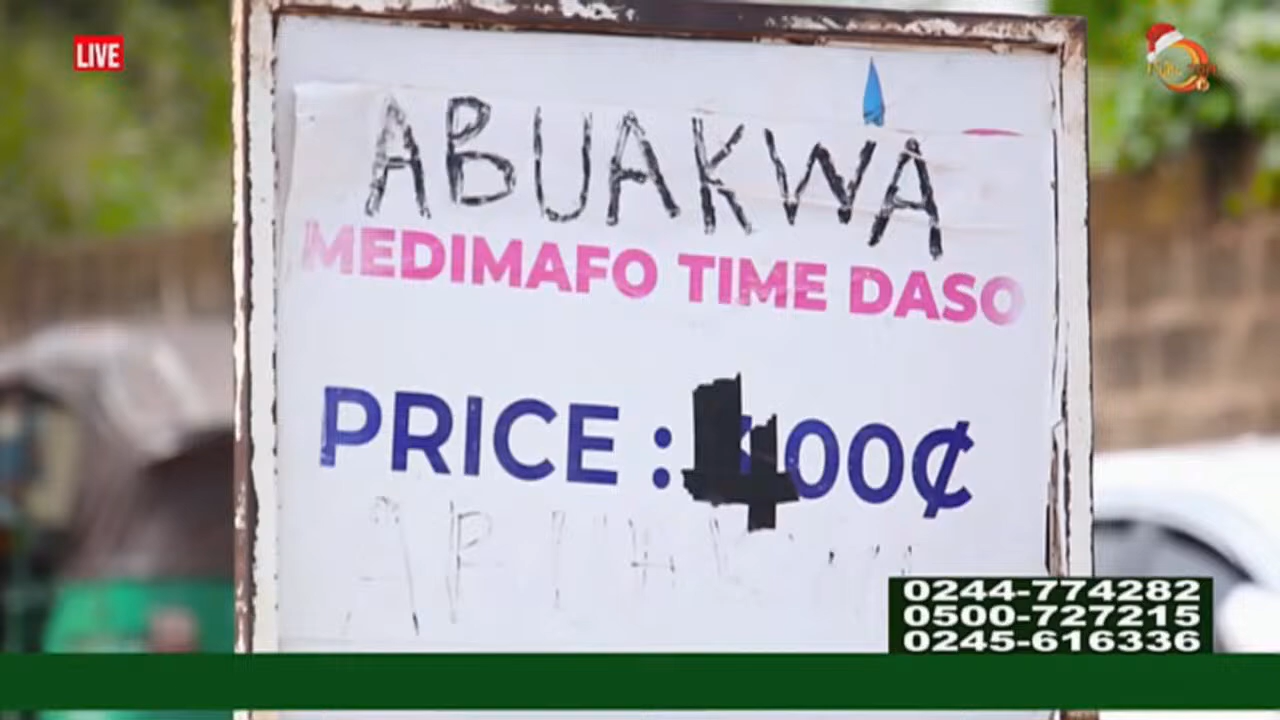 LIVE
ABUAKWA
MEDIMAFO TIME DASO
PRICE : 400₵
0244-774282
0500-727215
0245-616336